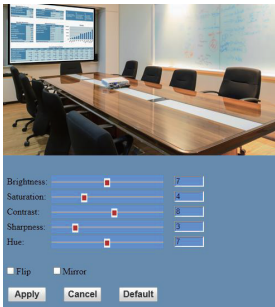 Brightness: 7
Saturation: 4
Contrast: 8
Sharpness: 3
Hue: 7
Flip Mirror
Apply Cancel Default